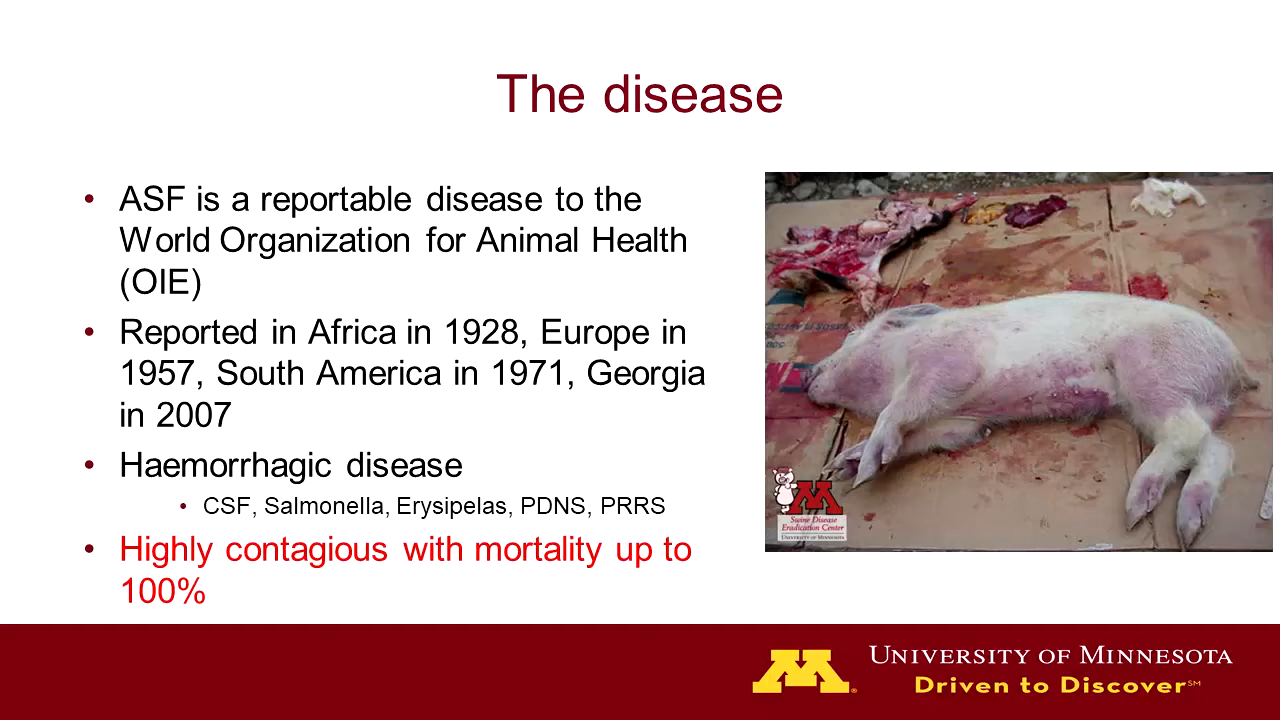 The disease
• ASF is a reportable disease to the
World Organization for Animal Health
(OIE)
• Reported in Africa in 1928, Europe in
1957, South America in 1971, Georgia
in 2007
• Haemorrhagic disease
• CSF, Salmonella, Erysipelas, PDNS, PRRS
• Highly contagious with mortality up to
100%
Swine Disease
Eradication Center
UNIVERSITY OF MINNESOTA
M
UNIVERSITY OF MINNESOTA
Driven to Discover℠